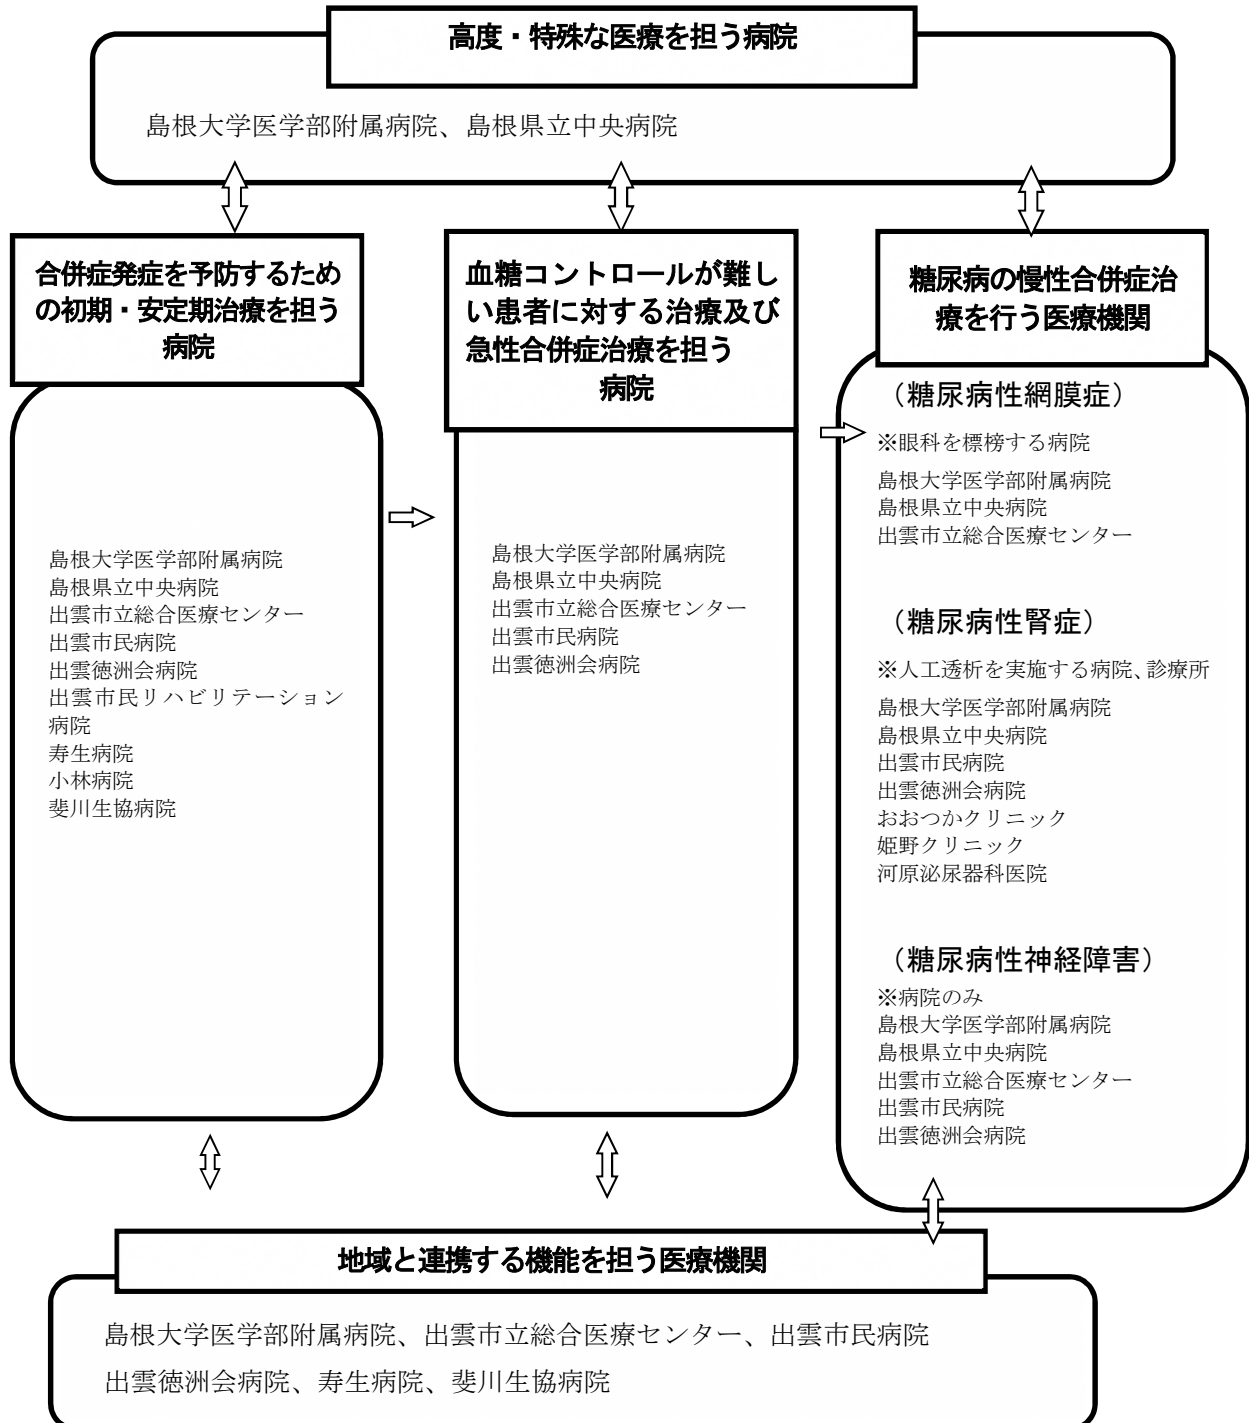 高度・特殊な医療を担う病院
島根大学医学部附属病院、島根県立中央病院
合併症発症を予防するため
の初期・安定期治療を担う
病院
島根大学医学部附属病院
島根県立中央病院
出雲市立総合医療センター
出雲市民病院
出雲徳洲会病院
出雲市民リハビリテーション
病院
寿生病院
小林病院
斐川生協病院
血糖コントロールが難し
い患者に対する治療及び
急性合併症治療を担う
病院
島根大学医学部附属病院
島根県立中央病院
出雲市立総合医療センター
出雲市民病院
出雲徳洲会病院
糖尿病の慢性合併症治
療を行う医療機関
（糖尿病性網膜症）
※眼科を標榜する病院
島根大学医学部附属病院
島根県立中央病院
出雲市立総合医療センター
（糖尿病性腎症）
※人工透析を実施する病院、診療所
島根大学医学部附属病院
島根県立中央病院
出雲市民病院
出雲徳洲会病院
おおつかクリニック
姫野クリニック
河原泌尿器科医院
（糖尿病性神経障害）
※病院のみ
島根大学医学部附属病院
島根県立中央病院
出雲市立総合医療センター
出雲市民病院
出雲徳洲会病院
地域と連携する機能を担う医療機関
島根大学医学部附属病院、出雲市立総合医療センター、出雲市民病院
出雲徳洲会病院、寿生病院、斐川生協病院